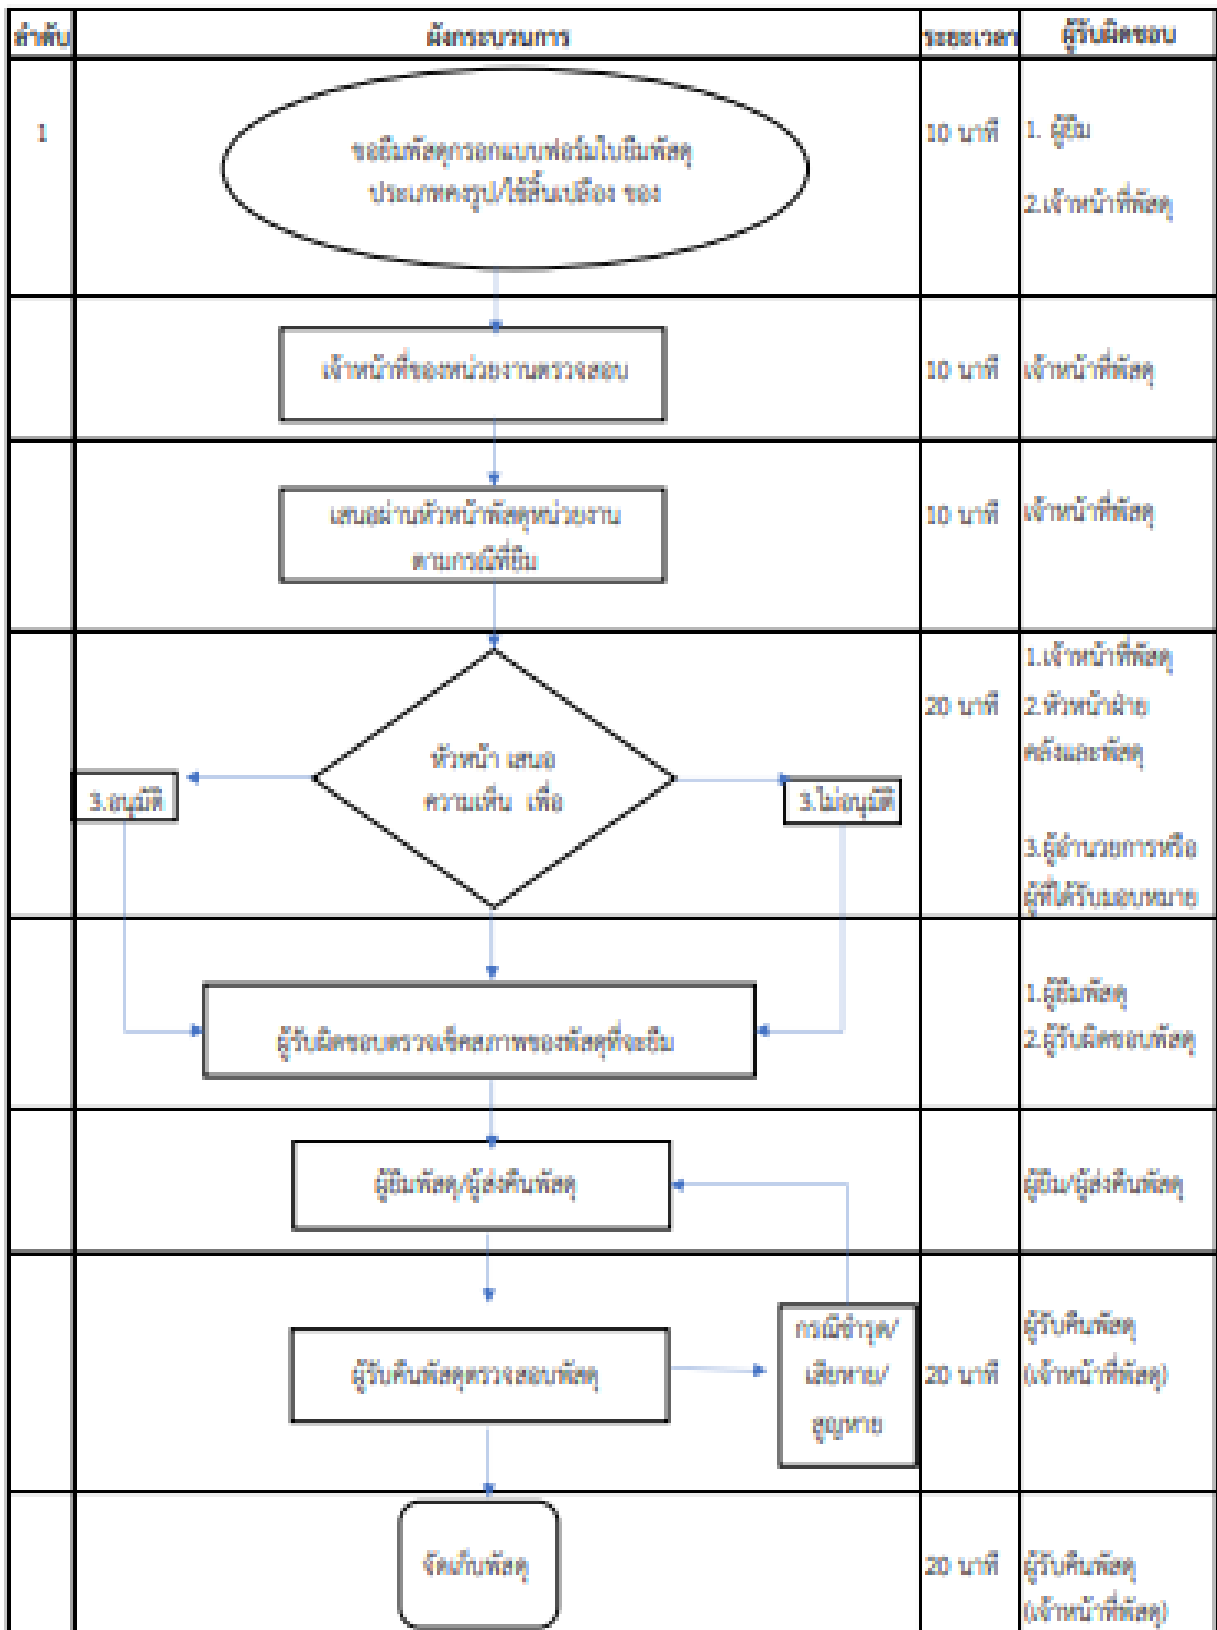 ลำดับ ผังกระบวนการ ระยะเวลา ผู้รับผิดชอบ
1
ขอยืมพัสดุกรอกแบบฟอร์มใบยืมพัสดุ
ประเภทคงรูป/ใช้สิ้นเปลือง ของ
10 นาที
1. ผู้ยืม
2.เจ้าหน้าที่พัสดุ
เจ้าหน้าที่ของหน่วยงานตรวจสอบ
10 นาที
เจ้าหน้าที่พัสดุ
เสนอผ่านหัวหน้าพัสดุหน่วยงาน
ตามกรณีที่ยืม
10 นาที
เจ้าหน้าที่พัสดุ
หัวหน้า เสนอ
ความเห็น เพื่อ
3.อนุมัติ
3.ไม่อนุมัติ
20 นาที
1.เจ้าหน้าที่พัสดุ
2.หัวหน้าฝ่าย
คลังและพัสดุ
3.ผู้อำนวยการหรือ
ผู้ที่ได้รับมอบหมาย
ผู้รับผิดชอบตรวจเช็คสภาพของพัสดุที่จะยืม
1.ผู้ยืมพัสดุ
2.ผู้รับผิดชอบพัสดุ
ผู้ยืมพัสดุ/ผู้ส่งคืนพัสดุ
ผู้ยืม/ผู้ส่งคืนพัสดุ
ผู้รับคืนพัสดุตรวจสอบพัสดุ
กรณีชำรุด/
เสียหาย/
สูญหาย
20 นาที
ผู้รับคืนพัสดุ
(เจ้าหน้าที่พัสดุ)
จัดเก็บพัสดุ
20 นาที
ผู้รับคืนพัสดุ
(เจ้าหน้าที่พัสดุ)